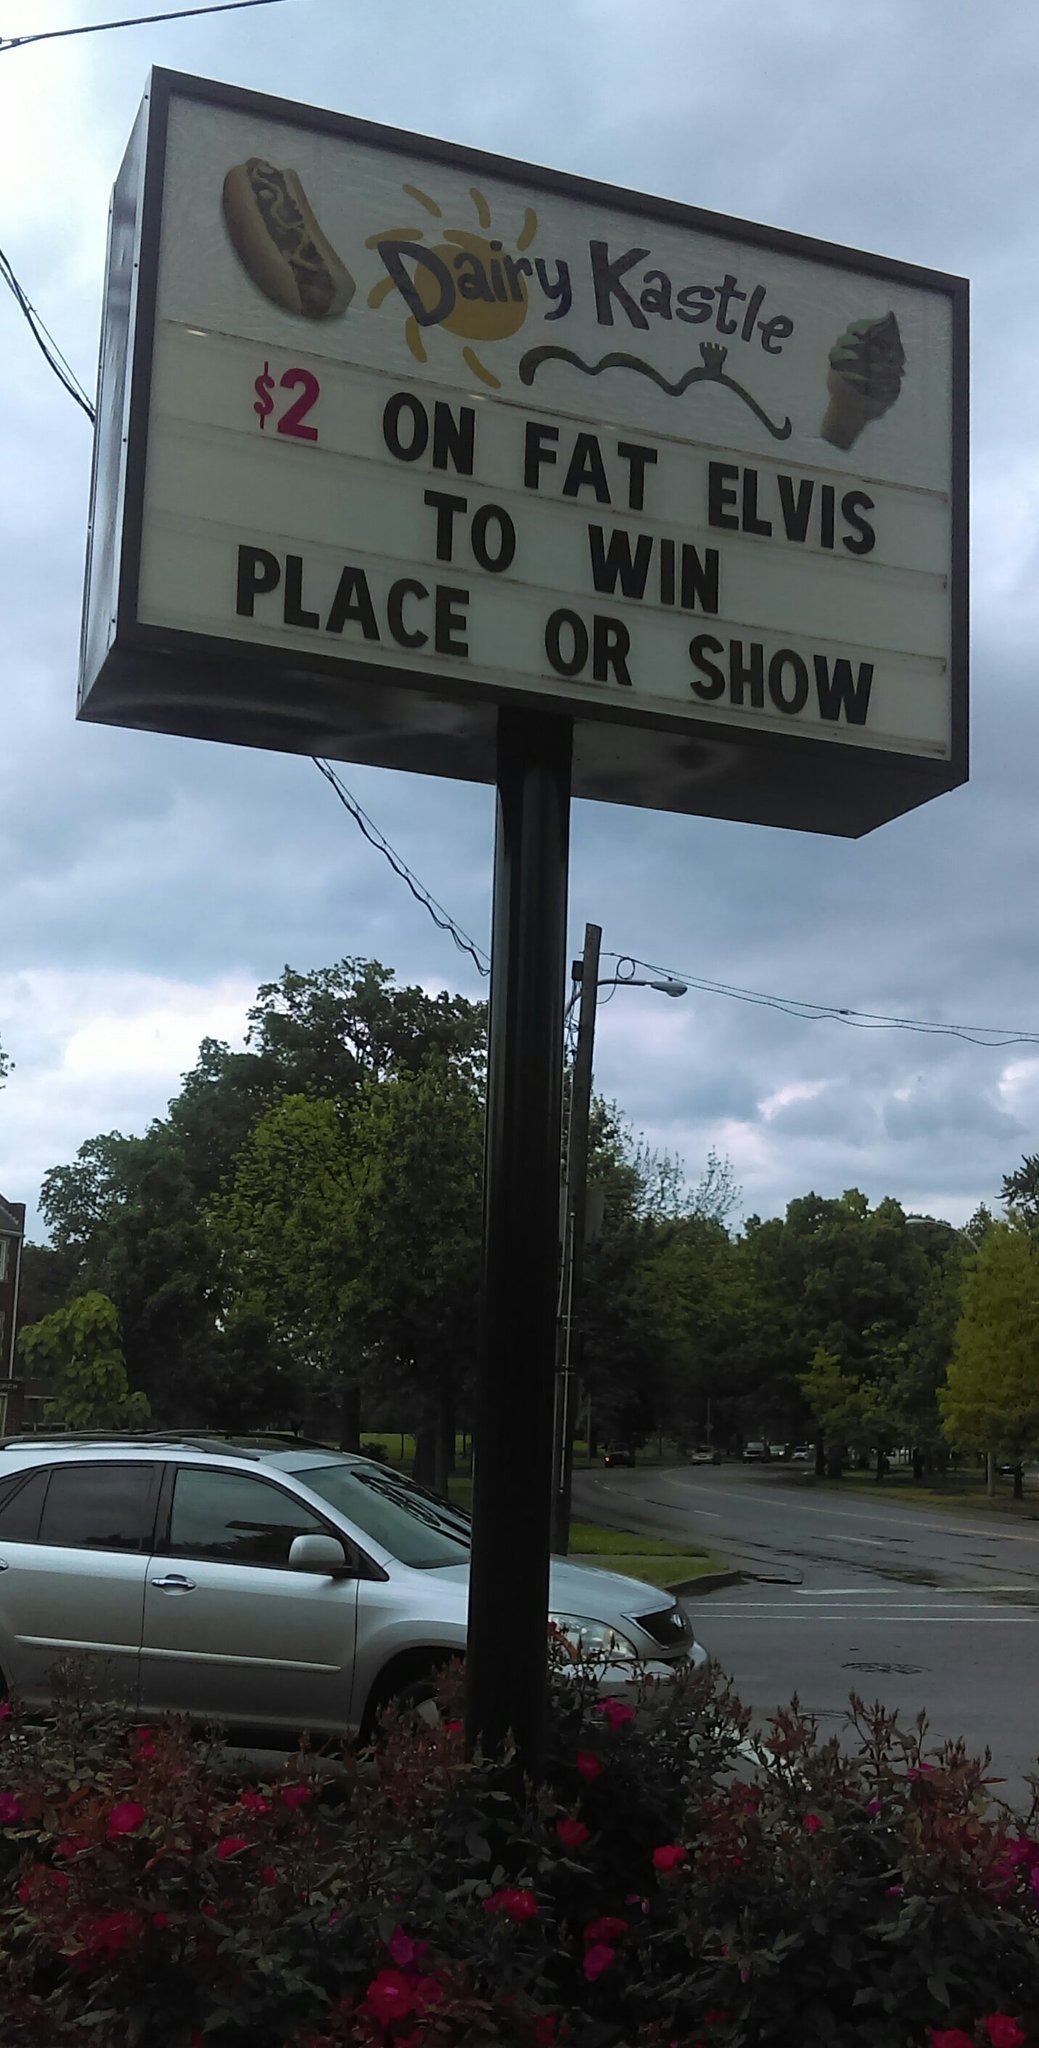 Dairy Kastle
$2 ON FAT ELVIS
TO WIN
PLACE OR SHOW